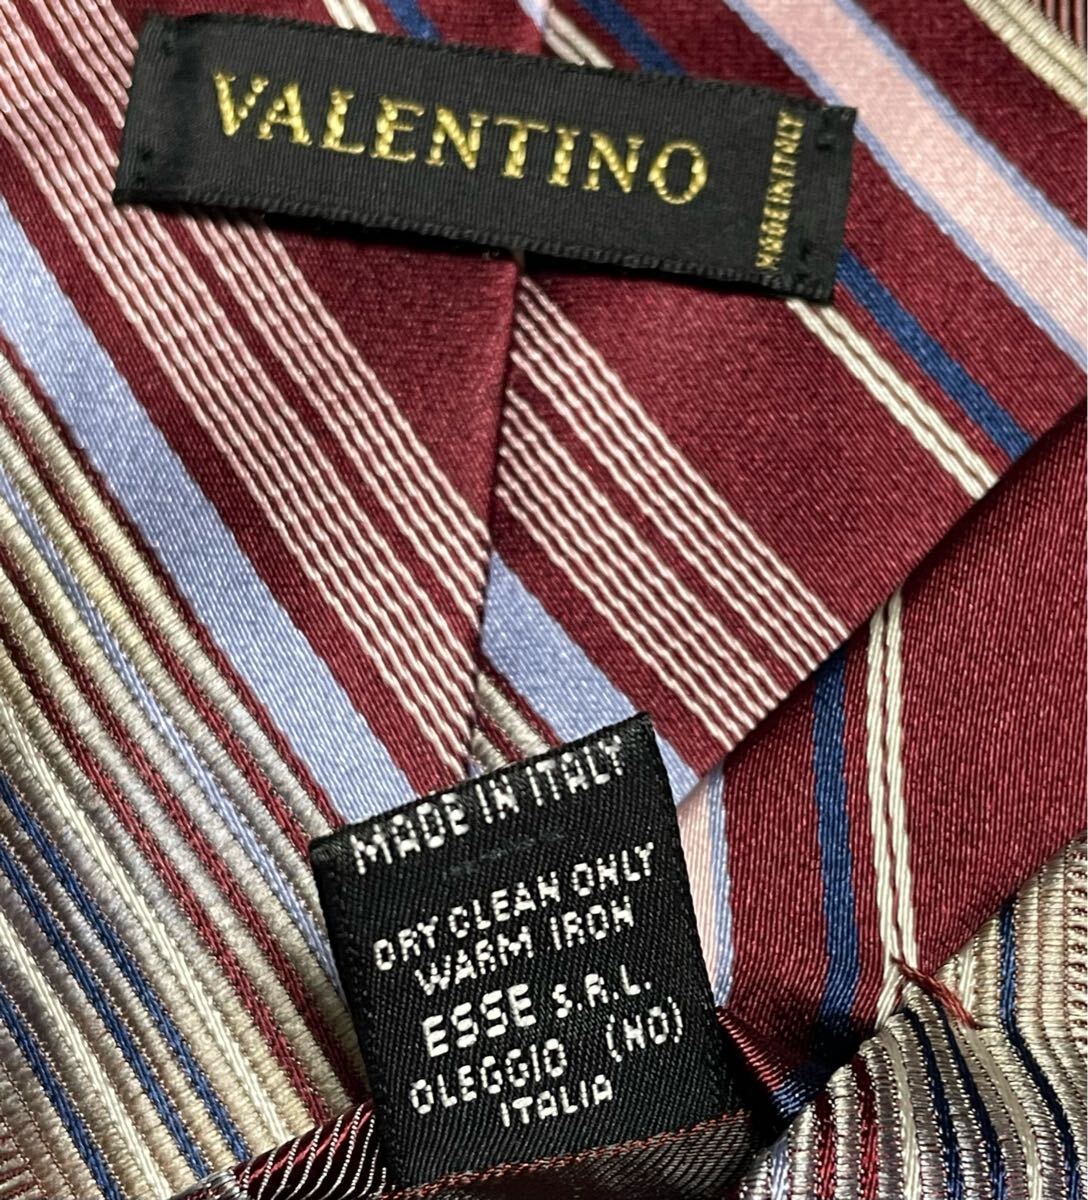 VALENTINO
MADE IN ITALY
MADE IN ITALY
DRY CLEAN ONLY
WARM IRON
ESSE S.R.L.
OLEGGIO (NO)
ITALIA